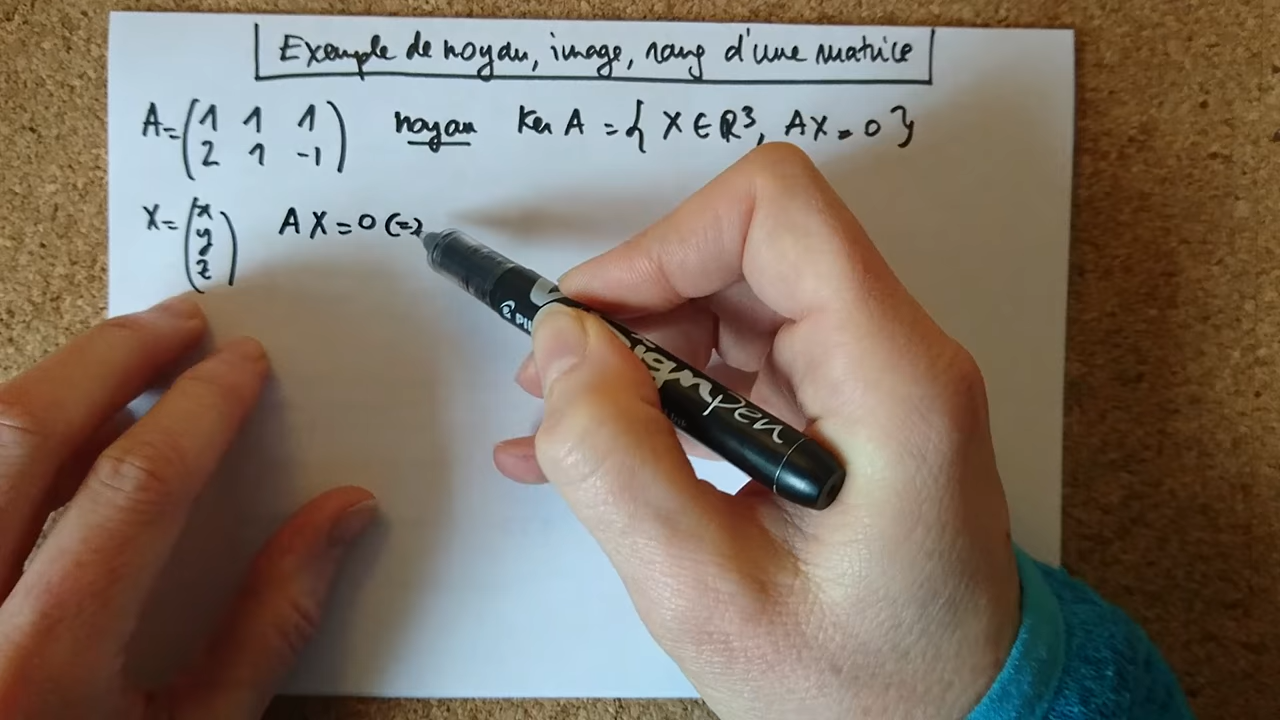 Exemple de noyau, image, rang d'une matrice
A=(1 1 1 noyau Ker A = { X ∈ ℝ³, AX = 0 }
2 1 -1)
X=(x y z) AX = 0 (=)
PIL
signpen